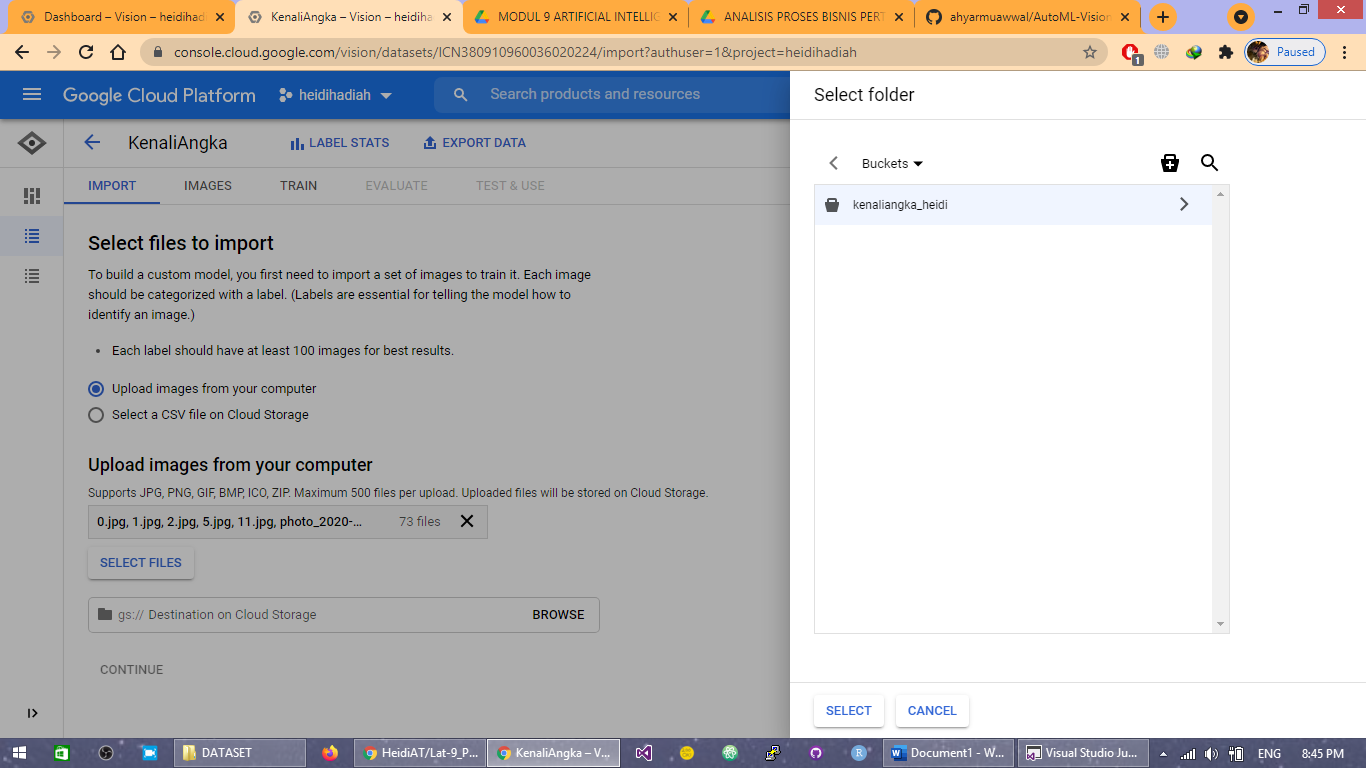 Dashboard – Vision – heidihadi
KenaliAngka – Vision – heidiha
MODUL 9 ARTIFICIAL INTELLIG
ANALISIS PROSES BISNIS PERT
ahyarmuawwal/AutoML-Vision
console.cloud.google.com/vision/datasets/ICN380910960036020224/import?authuser=1&project=heidihadiah
1
Paused
Google Cloud Platform
heidihadiah
Search products and resources
Select folder
KenaliAngka
LABEL STATS
EXPORT DATA
IMPORT
IMAGES
TRAIN
EVALUATE
TEST & USE
Select files to import
To build a custom model, you first need to import a set of images to train it. Each image
should be categorized with a label. (Labels are essential for telling the model how to
identify an image.)
• Each label should have at least 100 images for best results.
Upload images from your computer
Select a CSV file on Cloud Storage
Upload images from your computer
Supports JPG, PNG, GIF, BMP, ICO, ZIP. Maximum 500 files per upload. Uploaded files will be stored on Cloud Storage.
0.jpg, 1.jpg, 2.jpg, 5.jpg, 11.jpg, photo_2020-... 73 files
SELECT FILES
gs:// Destination on Cloud Storage BROWSE
CONTINUE
Buckets
kenaliangka_heidi
SELECT
CANCEL
DATASET
HeidiAT/Lat-9_P...
KenaliAngka – V...
Document1 - W...
Visual Studio Ju...
ENG
8:45 PM